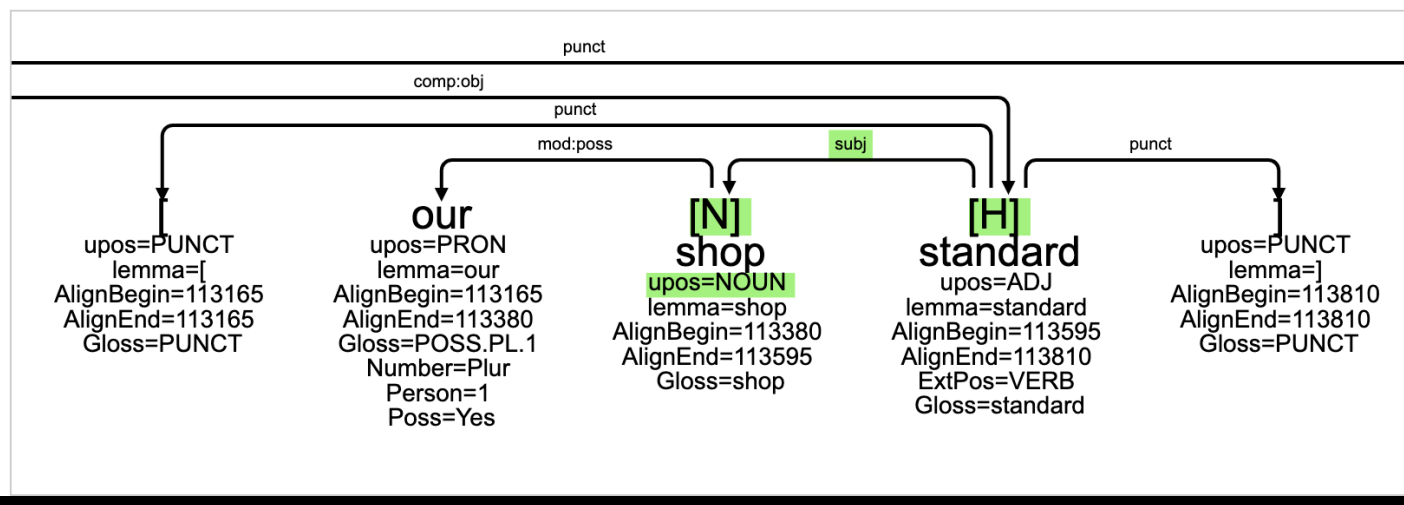 punct
comp:obj
punct
mod:poss
subj
punct
[
upos=PUNCT
lemma=[
AlignBegin=113165
AlignEnd=113165
Gloss=PUNCT
our
upos=PRON
lemma=our
AlignBegin=113165
AlignEnd=113380
Gloss=POSS.PL.1
Number=Plur
Person=1
Poss=Yes
[N]
shop
upos=NOUN
lemma=shop
AlignBegin=113380
AlignEnd=113595
Gloss=shop
[H]
standard
upos=ADJ
lemma=standard
AlignBegin=113595
AlignEnd=113810
ExtPos=VERB
Gloss=standard
]
upos=PUNCT
lemma=]
AlignBegin=113810
AlignEnd=113810
Gloss=PUNCT